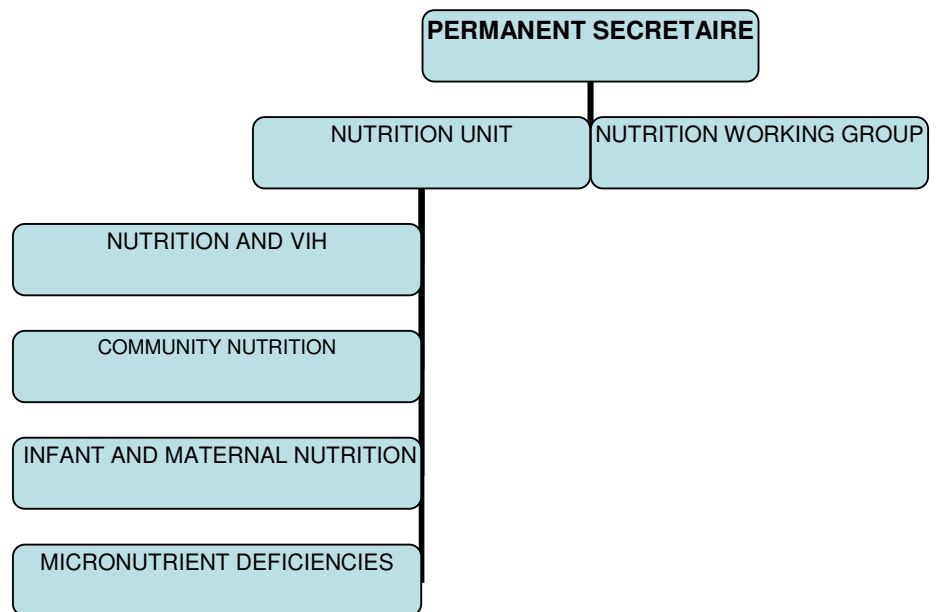 PERMANENT SECRETAIRE
NUTRITION UNIT
NUTRITION WORKING GROUP
NUTRITION AND VIH
COMMUNITY NUTRITION
INFANT AND MATERNAL NUTRITION
MICRONUTRIENT DEFICIENCIES